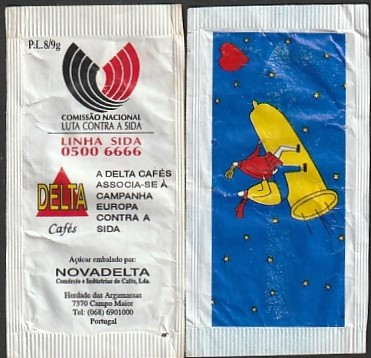 P.L.8/9g
COMISSÃO NACIONAL
LUTA CONTRA A SIDA
LINHA SIDA
0500 6666
DELTA
Cafés
A DELTA CAFÉS
ASSOCIA-SE À
CAMPANHA
EUROPA
CONTRA A
SIDA
Açúcar embalado por:
NOVADELTA
Comércio e Indústrias de Cafés, Lda.
Herdade das Argamassas
7370 Campo Maior
Tel: (068) 6901000
Portugal